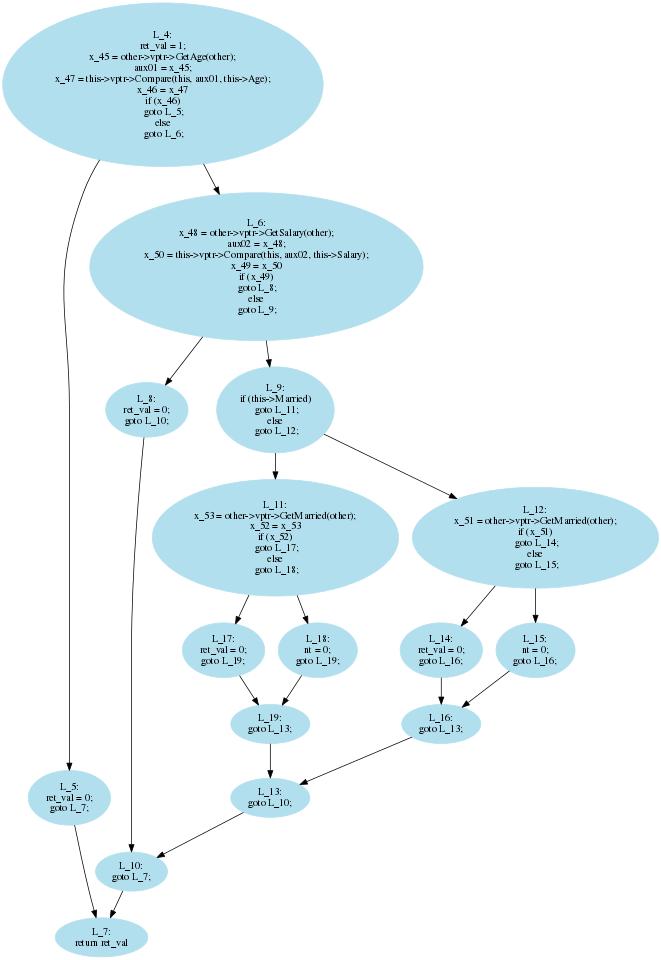 L_4:
ret_val = 1;
x_45 = other->vptr->GetAge(other);
aux01 = x_45;
x_47 = this->vptr->Compare(this, aux01, this->Age);
x_46 = x_47
if (x_46)
goto L_5;
else
goto L_6;
L_6:
x_48 = other->vptr->GetSalary(other);
aux02 = x_48;
x_50 = this->vptr->Compare(this, aux02, this->Salary);
x_49 = x_50
if (x_49)
goto L_8;
else
goto L_9;
L_8:
ret_val = 0;
goto L_10;
L_9:
if (this->Married)
goto L_11;
else
goto L_12;
L_11:
x_53 = other->vptr->GetMarried(other);
x_52 = x_53
if (x_52)
goto L_17;
else
goto L_18;
L_12:
x_51 = other->vptr->GetMarried(other);
if (x_51)
goto L_14;
else
goto L_15;
L_17:
ret_val = 0;
goto L_19;
L_18:
nt = 0;
goto L_19;
L_14:
ret_val = 0;
goto L_16;
L_15:
nt = 0;
goto L_16;
L_19:
goto L_13;
L_16:
goto L_13;
L_5:
ret_val = 0;
goto L_7;
L_13:
goto L_10;
L_10:
goto L_7;
L_7:
return ret_val